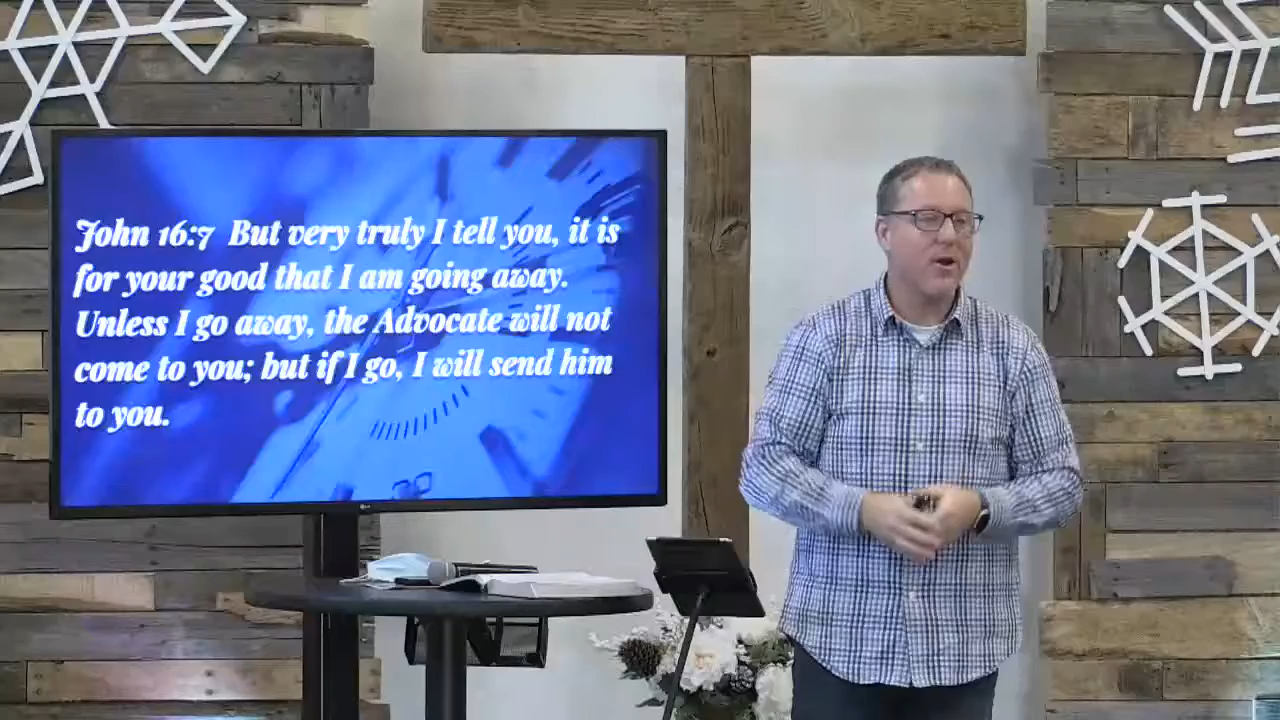 John 16:7 But very truly I tell you, it is
for your good that I am going away.
Unless I go away, the Advocate will not
come to you; but if I go, I will send him
to you.
LG